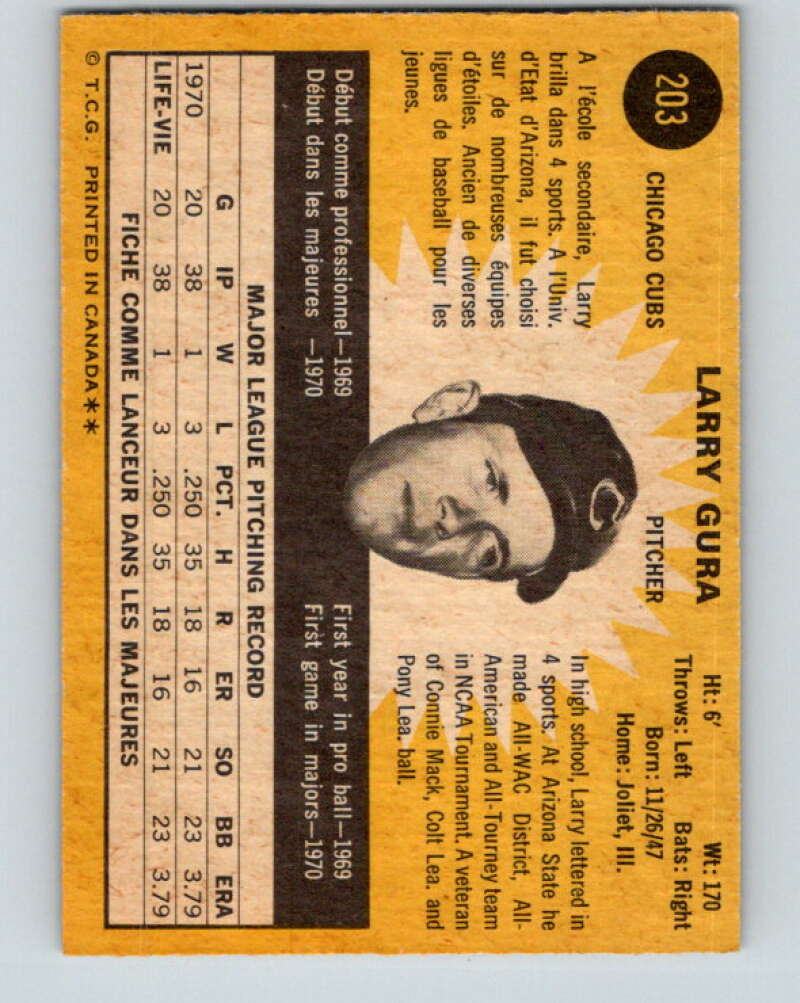 203
LARRY GURA
CHICAGO CUBS
PITCHER
Ht: 6' Wt: 170
Throws: Left Bats: Right
Born: 11/26/47
Home: Joliet, Ill.
A l'école secondaire, Larry
brilla dans 4 sports. A l'Univ.
d'Etat d'Arizona, il fut choisi
sur de nombreuses équipes
d'étoiles. Ancien de diverses
ligues de baseball pour les
jeunes.
In high school, Larry lettered in
4 sports. At Arizona State he
made All-WAC District, All-
American and All-Tourney team
in NCAA Tournament. A veteran
of Connie Mack, Colt Lea. and
Pony Lea. ball.
Début comme professionnel—1969
Début dans les majeures —1970
First year in pro ball—1969
First game in majors—1970
MAJOR LEAGUE PITCHING RECORD
G IP W L PCT. H R ER SO BB ERA
1970 20 38 1 3 .250 35 18 16 21 23 3.79
LIFE-VIE 20 38 1 3 .250 35 18 16 21 23 3.79
FICHE COMME LANCEUR DANS LES MAJEURES
© T.C.G. PRINTED IN CANADA**